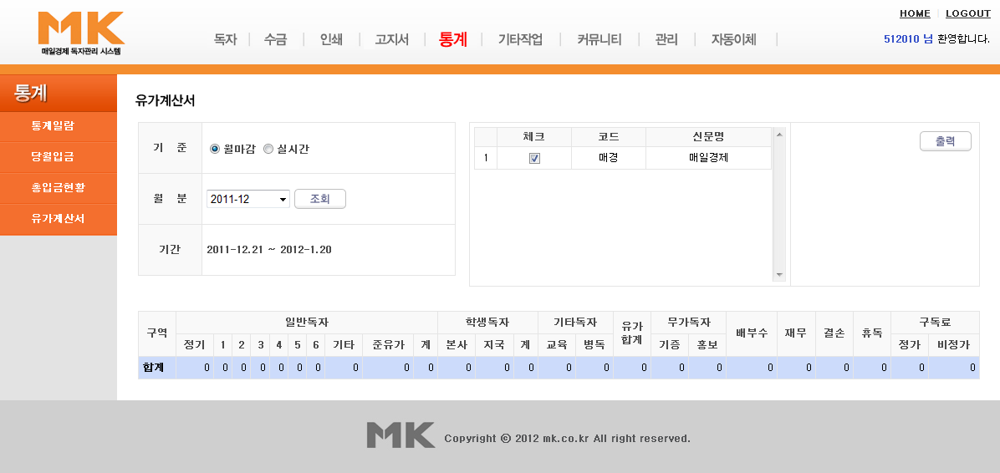 MK
매일경제 독자관리 시스템
HOME | LOGOUT
512010 님 환영합니다.
독자 | 수금 | 인쇄 | 고지서 | 통계 | 기타작업 | 커뮤니티 | 관리 | 자동이체 |
통계
통계일람
당월입금
총입금현황
유가계산서
유가계산서
기 준 월마감 실시간
월 분 2011-12 조회
기간 2011-12.21 ~ 2012-1.20
체크 코드 신문명
1 매경 매일경제
출력
구역 일반독자 학생독자 기타독자 유가 합계 무가독자 배부수 재무 결손 휴독 구독료
정기 1 2 3 4 5 6 기타 준유가 계 본사 지국 계 교육 병독 기증 홍보 정가 비정가
합계 0 0 0 0 0 0 0 0 0 0 0 0 0 0 0 0 0 0 0 0 0 0 0 0
MK Copyright ⓒ 2012 mk.co.kr All right reserved.